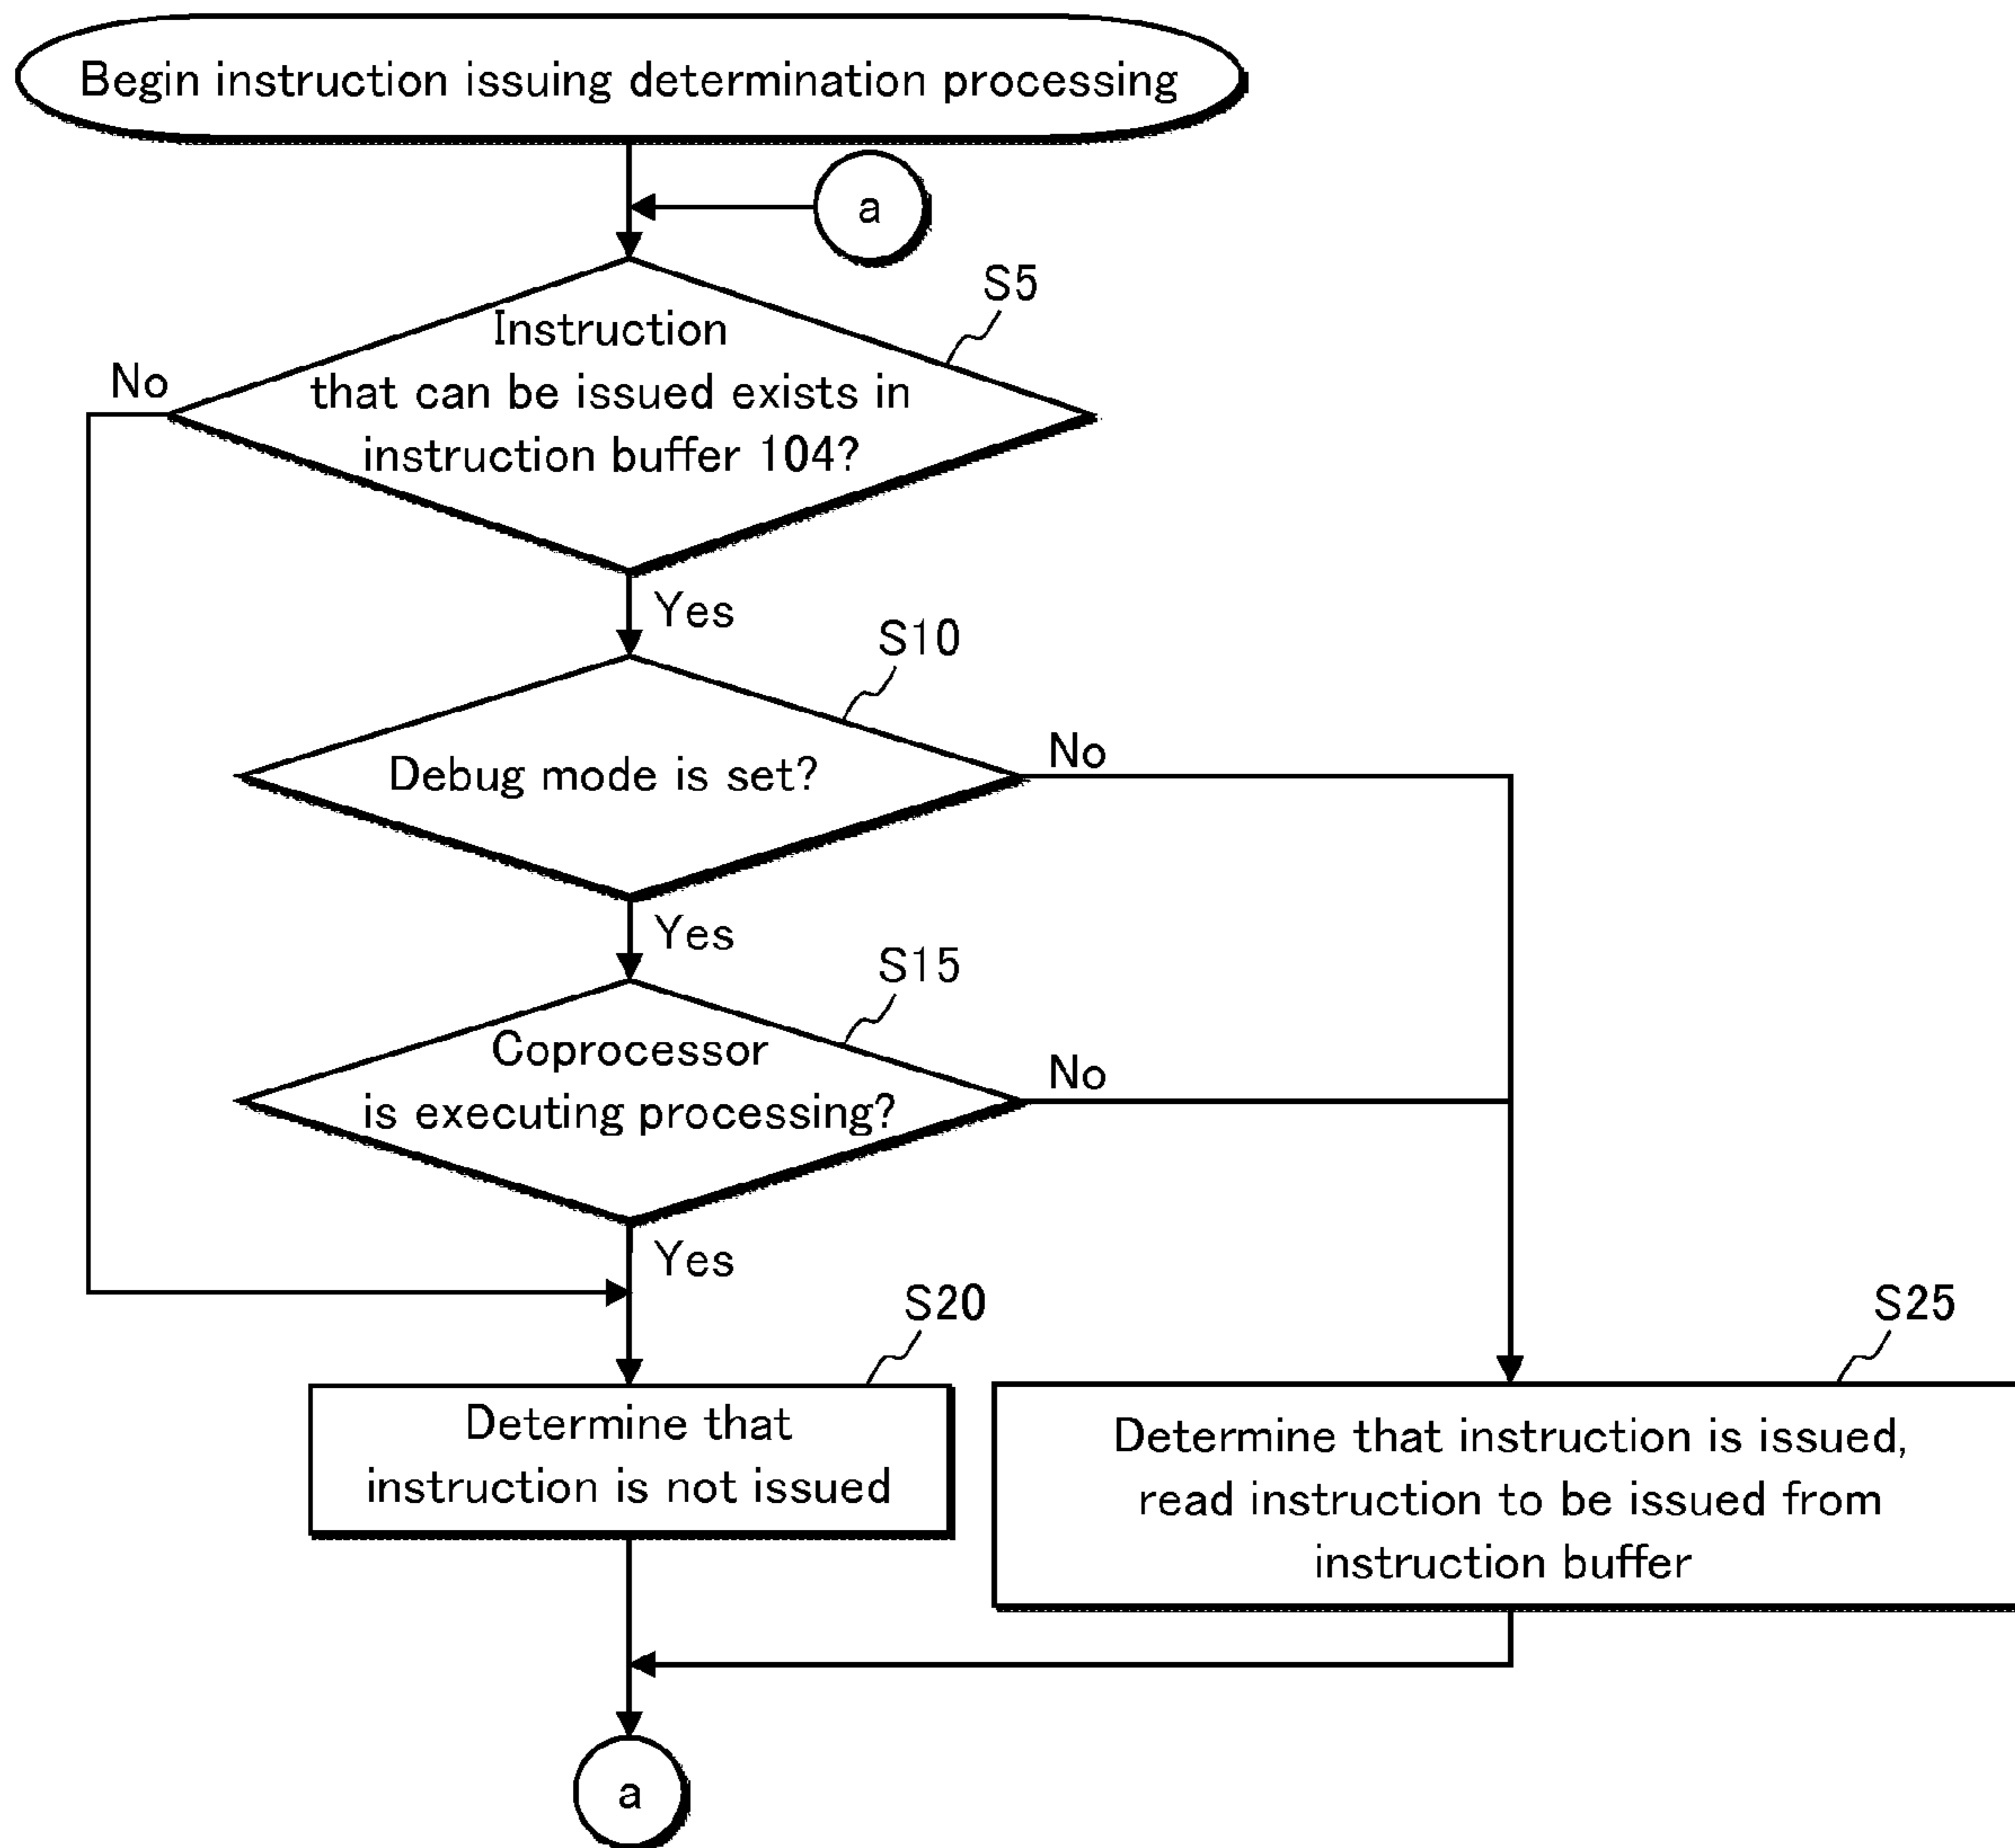 Begin instruction issuing determination processing
a
S5
Instruction
that can be issued exists in
instruction buffer 104?
No
Yes
S10
Debug mode is set?
No
Yes
S15
Coprocessor
is executing processing?
No
Yes
S20
Determine that
instruction is not issued
S25
Determine that instruction is issued,
read instruction to be issued from
instruction buffer
a